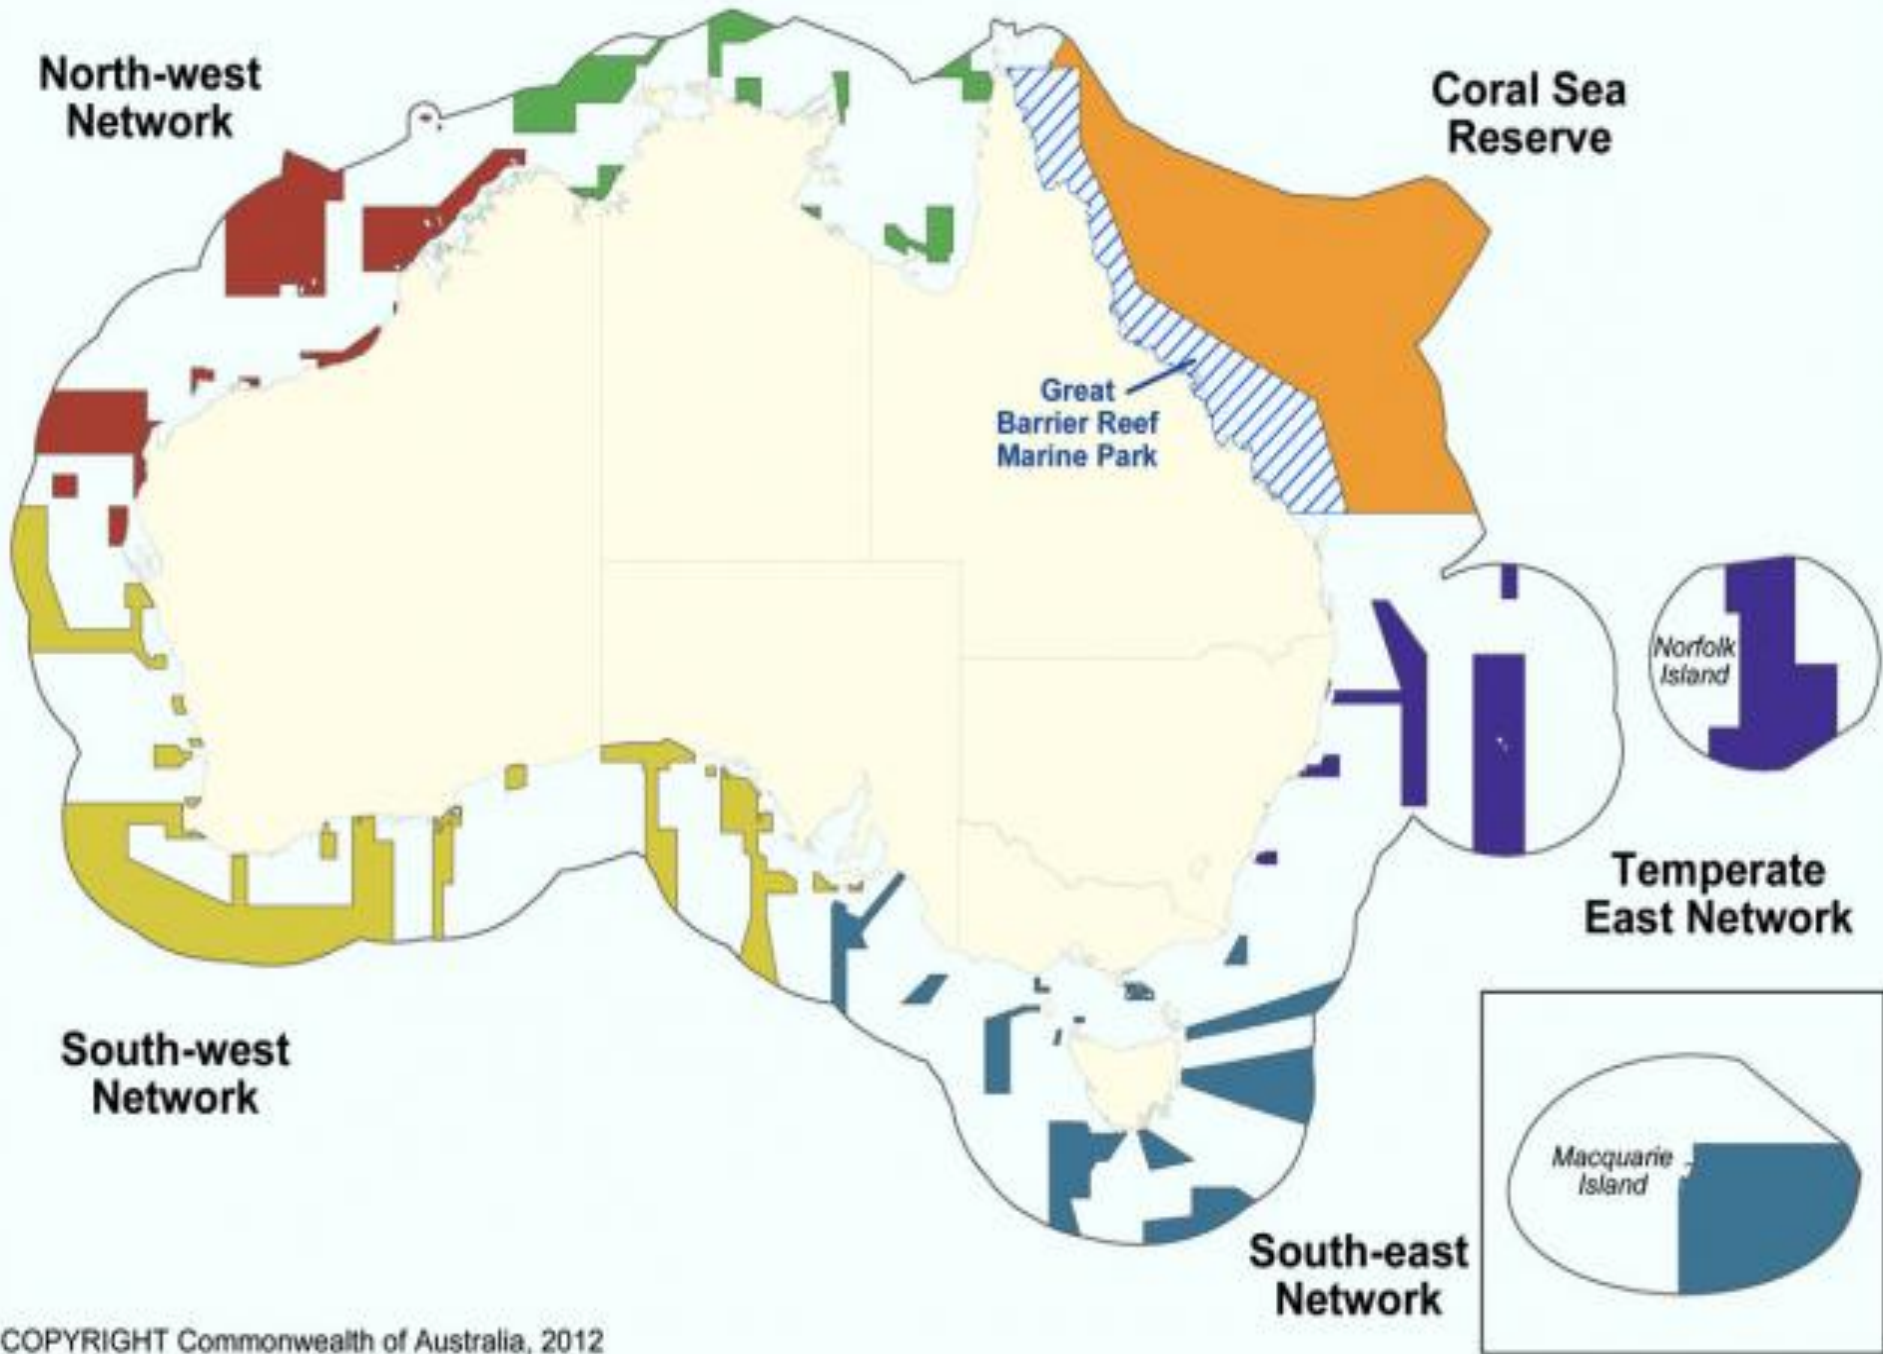 North-west
Network
Coral Sea
Reserve
Great
Barrier Reef
Marine Park
Norfolk
Island
Temperate
East Network
South-west
Network
Macquarie
Island
South-east
Network
COPYRIGHT Commonwealth of Australia, 2012